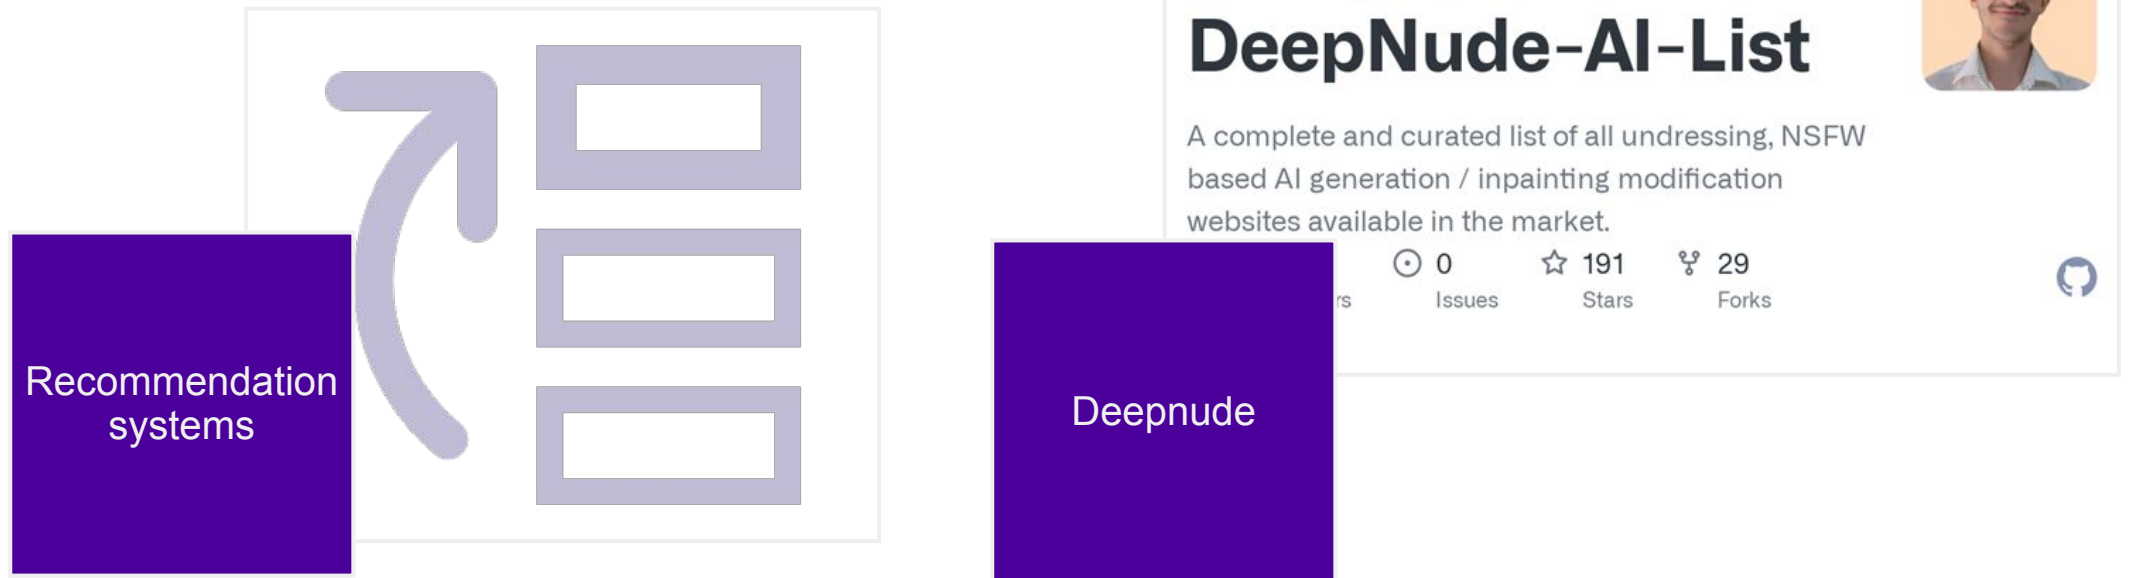 Recommendation
systems
DeepNude-AI-List
A complete and curated list of all undressing, NSFW
based AI generation / inpainting modification
websites available in the market.
0 191 29
Issues Stars Forks
Deepnude